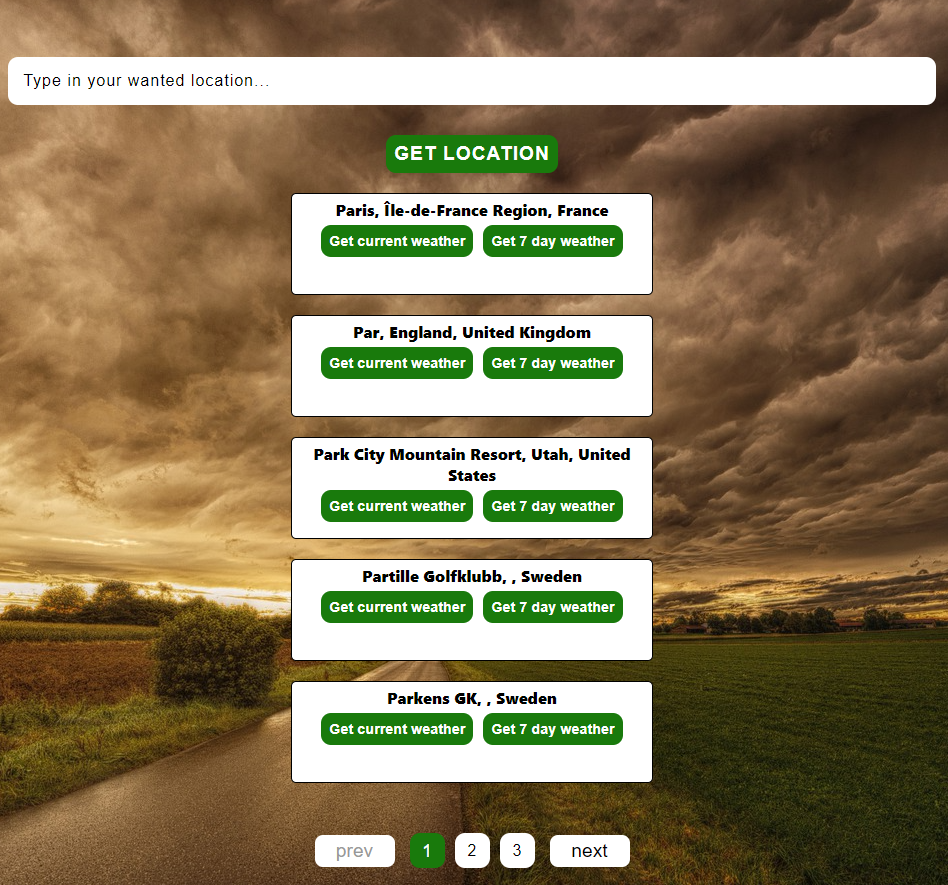 Type in your wanted location...
GET LOCATION
Paris, Île-de-France Region, France
Get current weather Get 7 day weather
Par, England, United Kingdom
Get current weather Get 7 day weather
Park City Mountain Resort, Utah, United
States
Get current weather Get 7 day weather
Partille Golfklubb, , Sweden
Get current weather Get 7 day weather
Parkens GK, , Sweden
Get current weather Get 7 day weather
prev 1 2 3 next